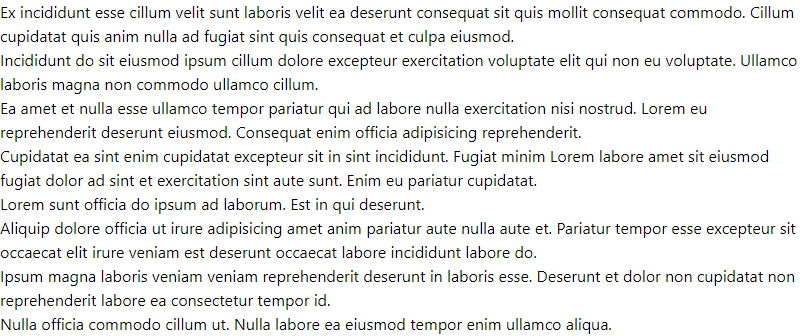 Ex incididunt esse cillum velit sunt laboris velit ea deserunt consequat sit quis mollit consequat commodo. Cillum
cupidatat quis anim nulla ad fugiat sint quis consequat et culpa eiusmod.
Incididunt do sit eiusmod ipsum cillum dolore excepteur exercitation voluptate elit qui non eu voluptate. Ullamco
laboris magna non commodo ullamco cillum.
Ea amet et nulla esse ullamco tempor pariatur qui ad labore nulla exercitation nisi nostrud. Lorem eu
reprehenderit deserunt eiusmod. Consequat enim officia adipisicing reprehenderit.
Cupidatat ea sint enim cupidatat excepteur sit in sint incididunt. Fugiat minim Lorem labore amet sit eiusmod
fugiat dolor ad sint et exercitation sint aute sunt. Enim eu pariatur cupidatat.
Lorem sunt officia do ipsum ad laborum. Est in qui deserunt.
Aliquip dolore officia ut irure adipisicing amet anim pariatur aute nulla aute et. Pariatur tempor esse excepteur sit
occaecat elit irure veniam est deserunt occaecat labore incididunt labore do.
Ipsum magna laboris veniam veniam reprehenderit deserunt in laboris esse. Deserunt et dolor non cupidatat non
reprehenderit labore ea consectetur tempor id.
Nulla officia commodo cillum ut. Nulla labore ea eiusmod tempor enim ullamco aliqua.